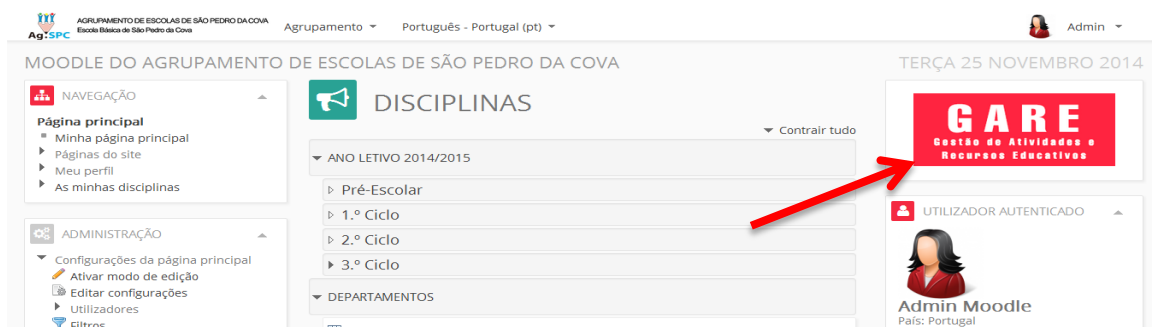 AGRUPAMENTO DE ESCOLAS DE SÃO PEDRO DA COVA
Escola Básica de São Pedro da Cova
AgrSPC
Agrupamento
Português - Portugal (pt)
Admin
MOODLE DO AGRUPAMENTO DE ESCOLAS DE SÃO PEDRO DA COVA
TERÇA 25 NOVEMBRO 2014
NAVEGAÇÃO
Página principal
Minha página principal
Páginas do site
Meu perfil
As minhas disciplinas
ADMINISTRAÇÃO
Configurações da página principal
Ativar modo de edição
Editar configurações
Utilizadores
Filtros
DISCIPLINAS
Contrair tudo
ANO LETIVO 2014/2015
Pré-Escolar
1.º Ciclo
2.º Ciclo
3.º Ciclo
DEPARTAMENTOS
GARE
Gestão de Atividades e
Recursos Educativos
UTILIZADOR AUTENTICADO
Admin Moodle
País: Portugal